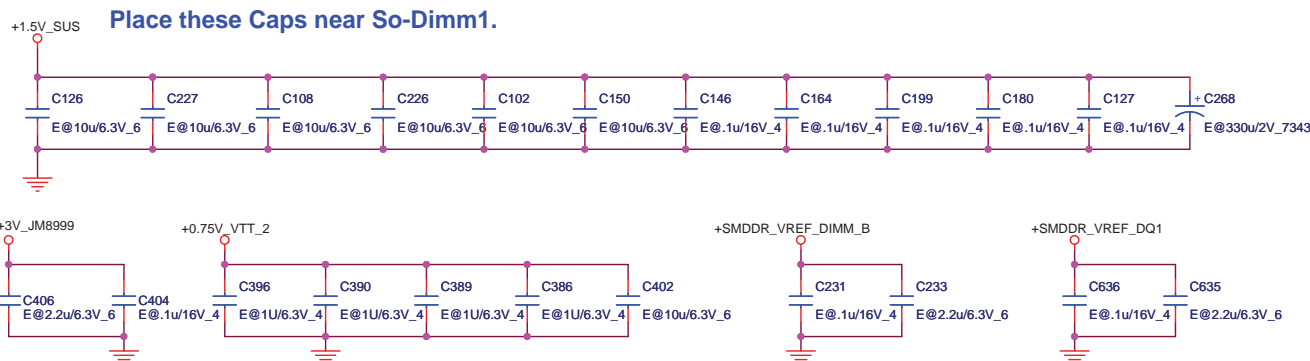 Place these Caps near So-Dimm1.
+1.5V_SUS
C126
E@10u/6.3V_6
C227
E@10u/6.3V_6
C108
E@10u/6.3V_6
C226
E@10u/6.3V_6
C102
E@10u/6.3V_6
C150
E@10u/6.3V_6
C146
E@.1u/16V_4
C164
E@.1u/16V_4
C199
E@.1u/16V_4
C180
E@.1u/16V_4
C127
E@.1u/16V_4
+
C268
E@330u/2V_7343
+3V_JM8999
C406
E@2.2u/6.3V_6
C404
E@.1u/16V_4
+0.75V_VTT_2
C396
E@1U/6.3V_4
C390
E@1U/6.3V_4
C389
E@1U/6.3V_4
C386
E@1U/6.3V_4
C402
E@10u/6.3V_6
+SMDDR_VREF_DIMM_B
C231
E@.1u/16V_4
C233
E@2.2u/6.3V_6
+SMDDR_VREF_DQ1
C636
E@.1u/16V_4
C635
E@2.2u/6.3V_6